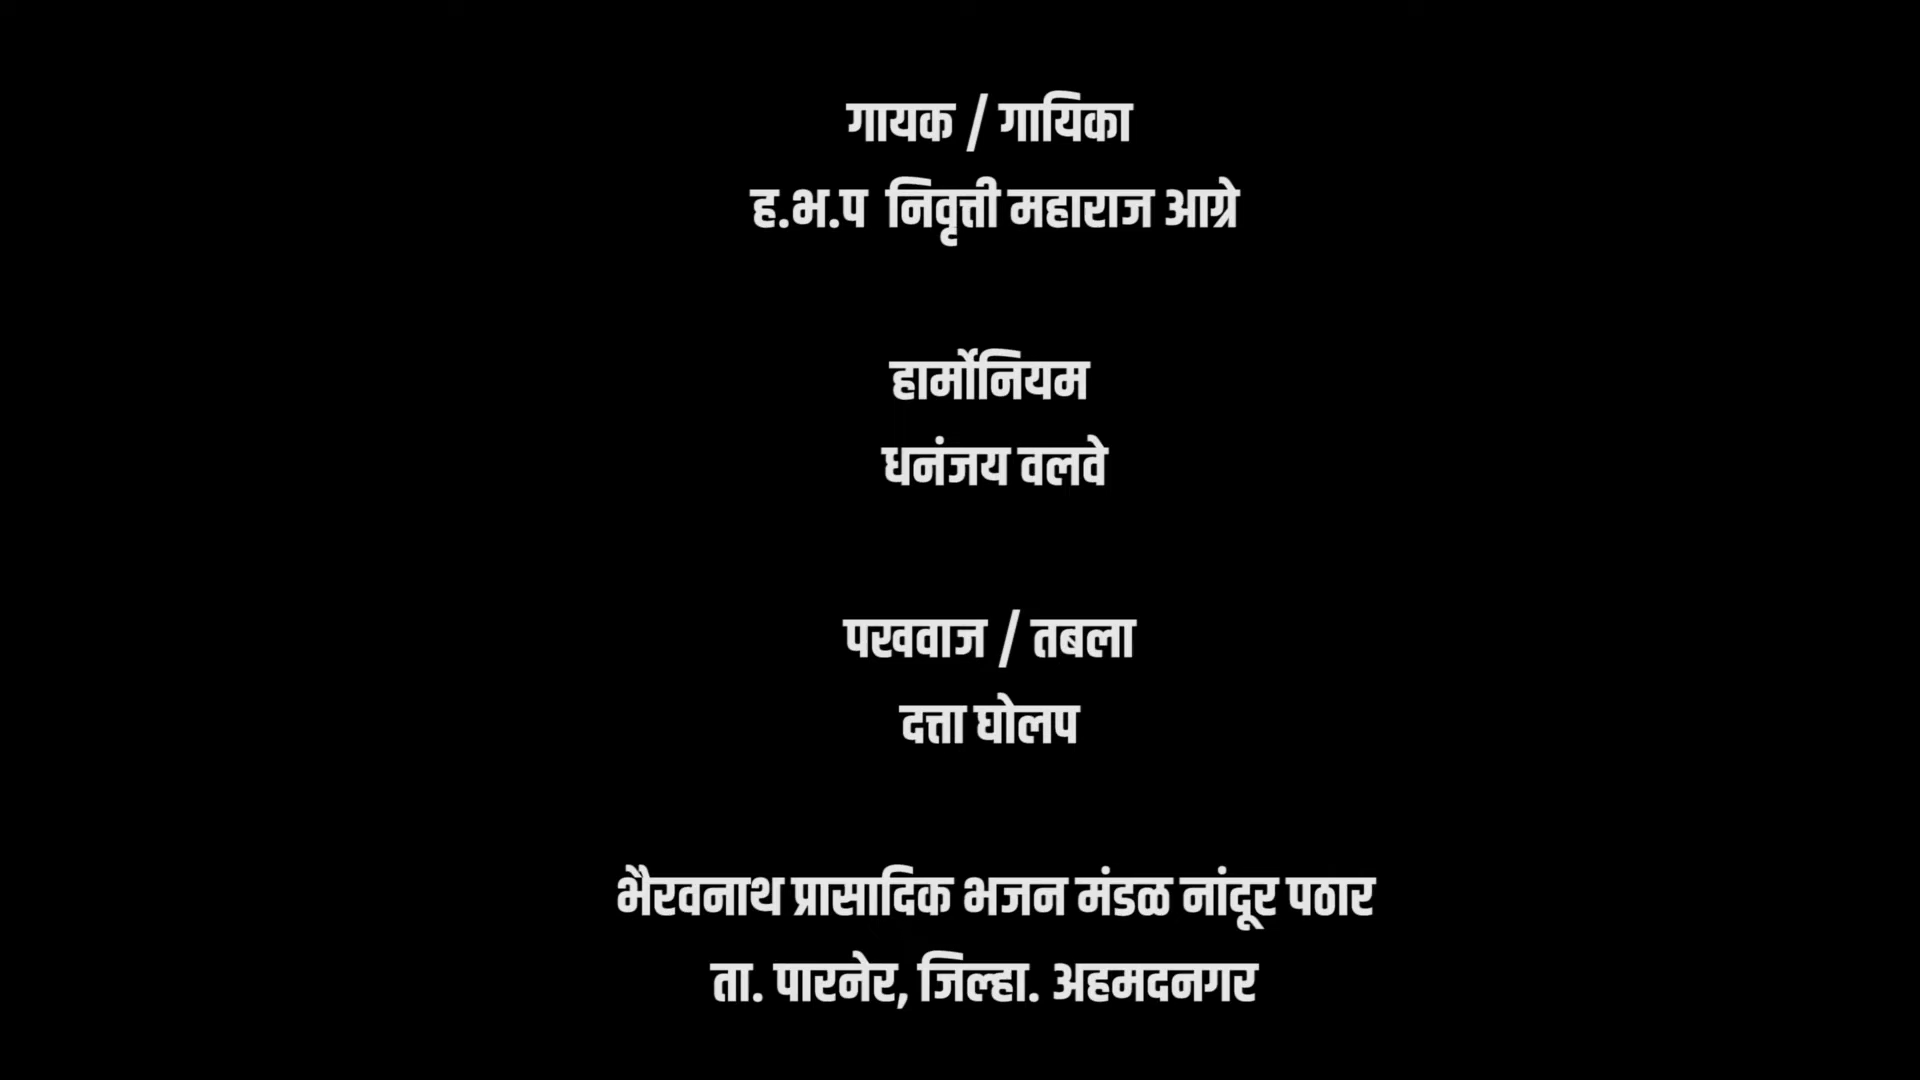 गायक / गायिका
ह.भ.प निवृत्ती महाराज आग्रे
हार्मोनियम
धनंजय वलवे
पखवाज / तबला
दत्ता घोलप
भैरवनाथ प्रासादिक भजन मंडळ नांदूर पठार
ता. पारनेर, जिल्हा. अहमदनगर